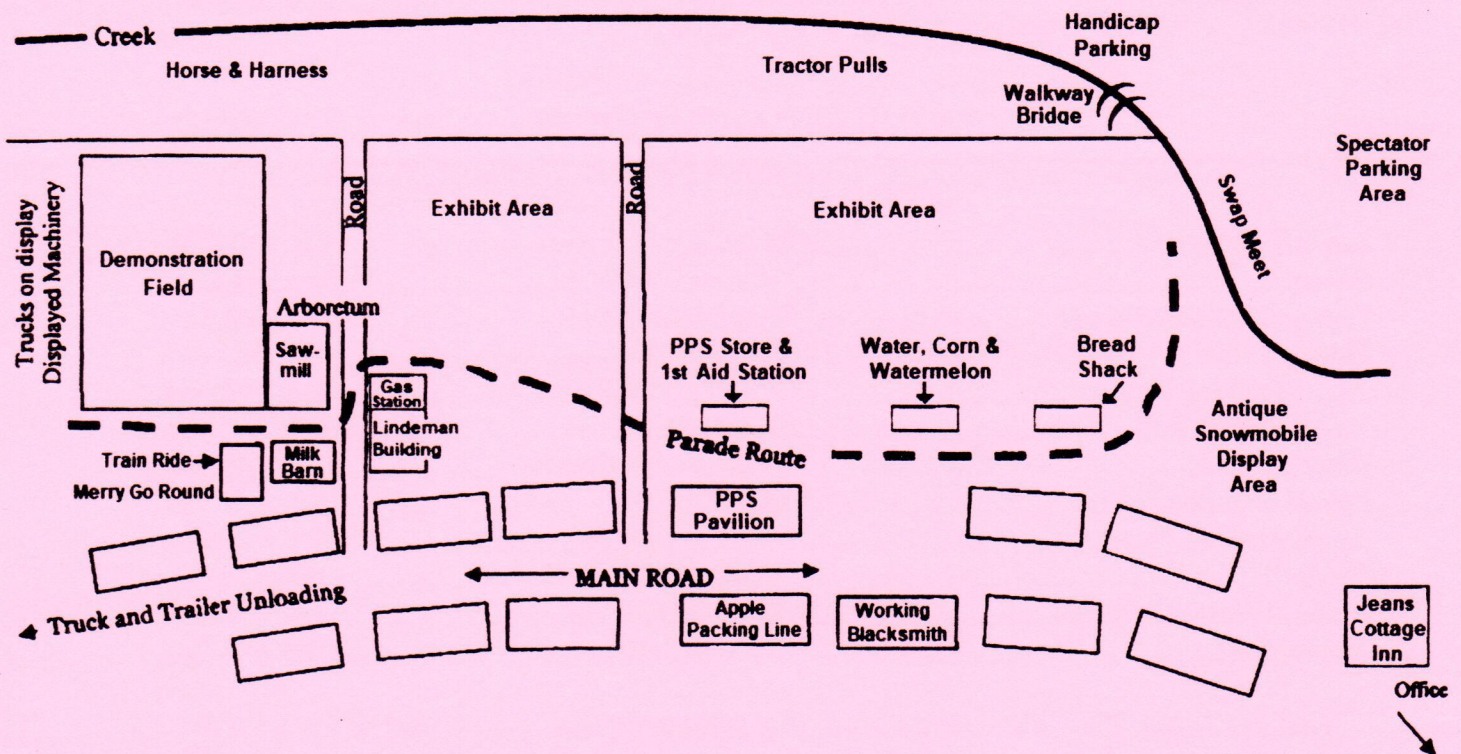 Creek
Horse & Harness
Tractor Pulls
Handicap
Parking
Walkway
Bridge
Spectator
Parking
Area
Swap Meet
Trucks on display
Displayed Machinery
Demonstration
Field
Road
Exhibit Area
Road
Exhibit Area
Arboretum
Saw-
mill
Gas
Station
Lindeman
Building
PPS Store &
1st Aid Station
Water, Corn &
Watermelon
Bread
Shack
Antique
Snowmobile
Display
Area
Train Ride
Merry Go Round
Milk
Barn
Parade Route
PPS
Pavilion
MAIN ROAD
Truck and Trailer Unloading
Apple
Packing Line
Working
Blacksmith
Jeans
Cottage
Inn
Office